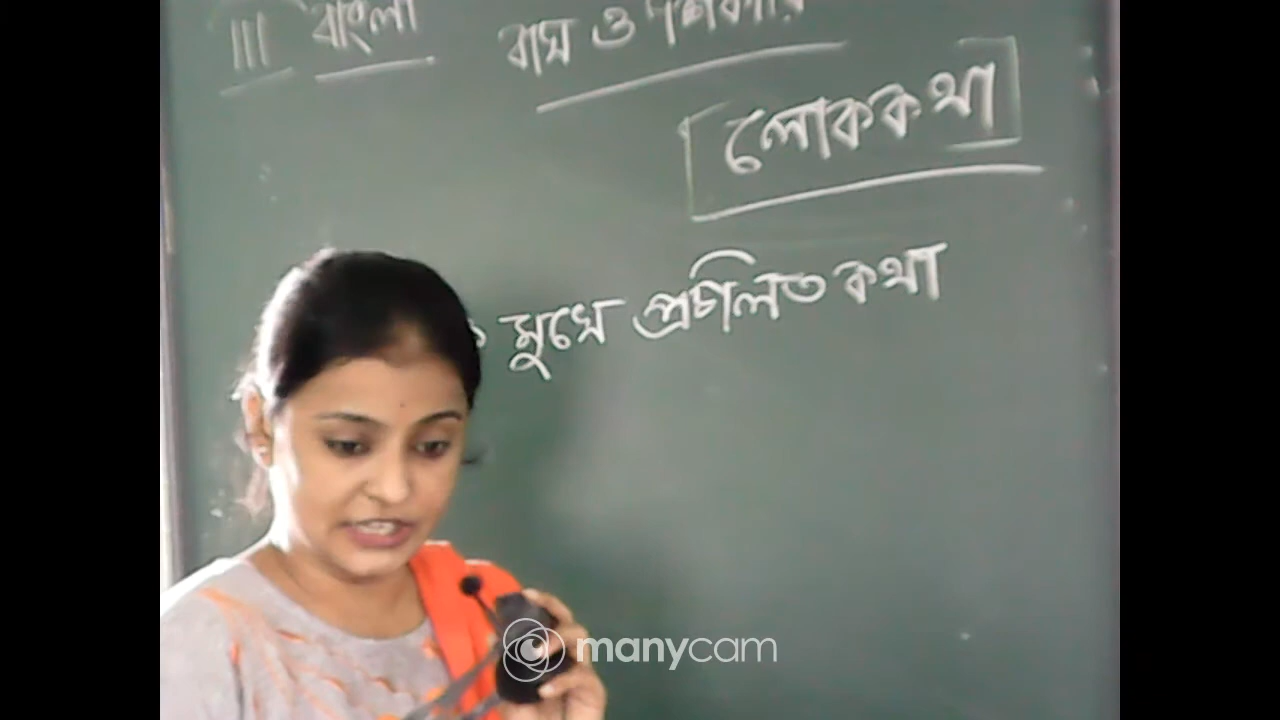 III বাংলা
বাঘ ও শিকারি
লোককথা
মুখে প্রচলিত কথা
manycam